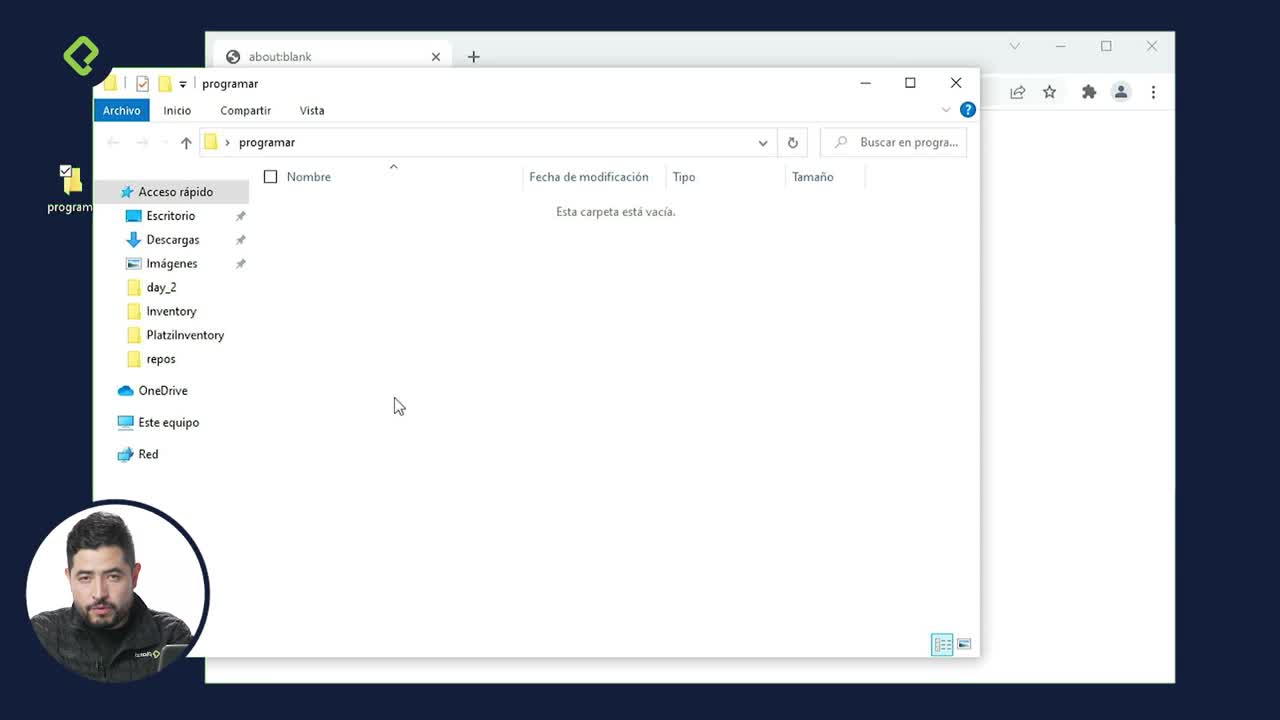 about:blank
programar
Archivo Inicio Compartir Vista
programar
Buscar en progra...
Nombre Fecha de modificación Tipo Tamaño
Esta carpeta está vacía.
Acceso rápido
Escritorio
Descargas
Imágenes
day_2
Inventory
PlatziInventory
repos
OneDrive
Este equipo
Red
program